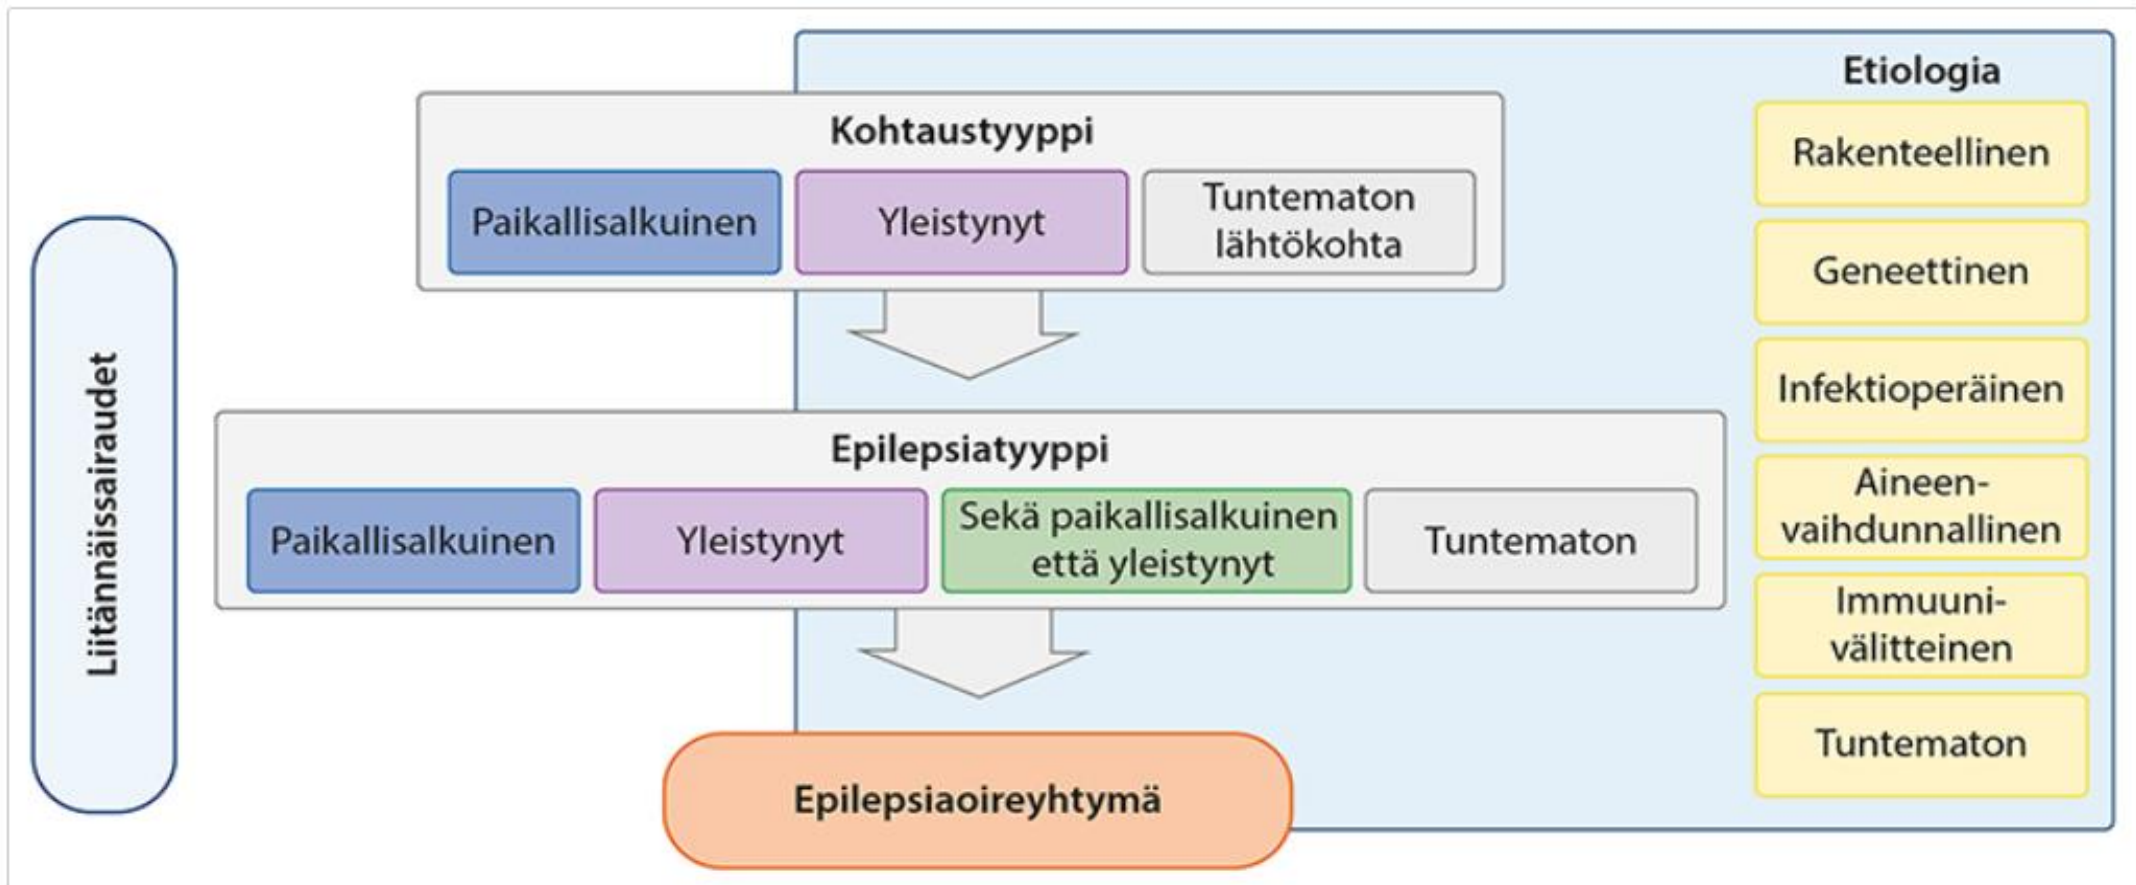 Liitännäissairaudet
Kohtaustyyppi
Paikallisalkuinen
Yleistynyt
Tuntematon
lähtökohta
Epilepsiatyyppi
Paikallisalkuinen
Yleistynyt
Sekä paikallisalkuinen
että yleistynyt
Tuntematon
Epilepsiaoireyhtymä
Etiologia
Rakenteellinen
Geneettinen
Infektioperäinen
Aineen-
vaihdunnallinen
Immuuni-
välitteinen
Tuntematon